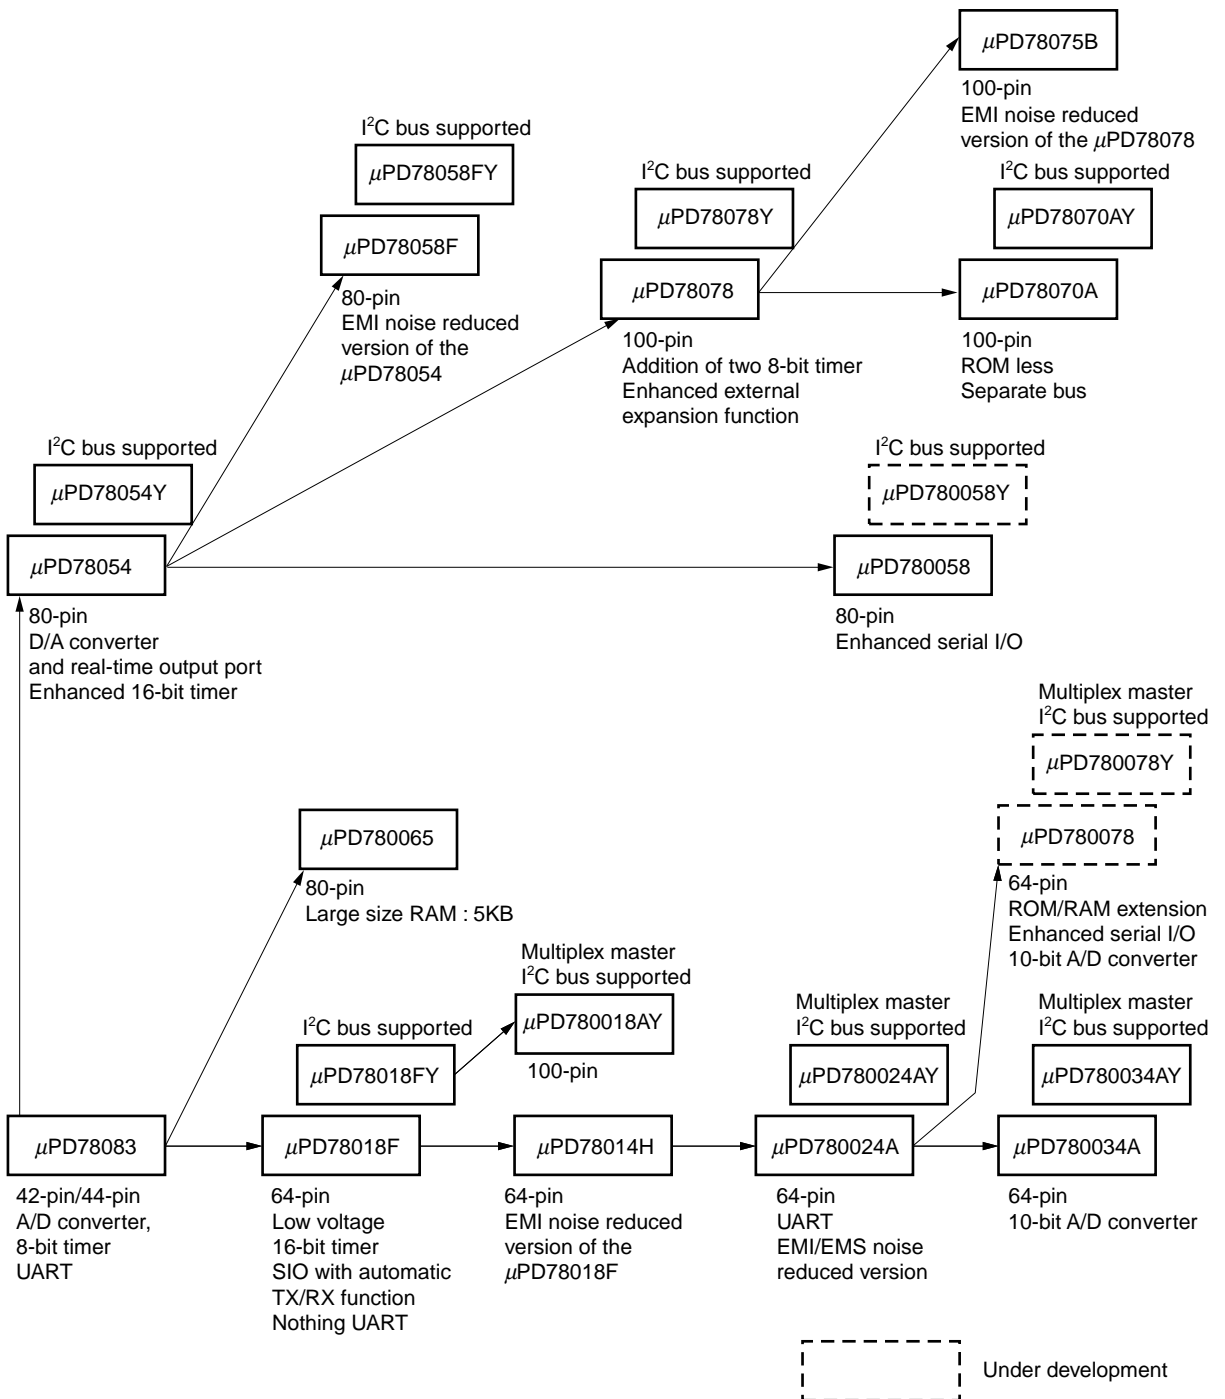 μPD78075B
100-pin
EMI noise reduced
version of the μPD78078
I²C bus supported
μPD78058FY
μPD78058F
80-pin
EMI noise reduced
version of the
μPD78054
I²C bus supported
μPD78078Y
μPD78078
100-pin
Addition of two 8-bit timer
Enhanced external
expansion function
I²C bus supported
μPD78070AY
μPD78070A
100-pin
ROM less
Separate bus
I²C bus supported
μPD78054Y
μPD78054
80-pin
D/A converter
and real-time output port
Enhanced 16-bit timer
I²C bus supported
μPD780058Y
μPD780058
80-pin
Enhanced serial I/O
Multiplex master
I²C bus supported
μPD780078Y
μPD780078
64-pin
ROM/RAM extension
Enhanced serial I/O
10-bit A/D converter
μPD780065
80-pin
Large size RAM : 5KB
Multiplex master
I²C bus supported
μPD780018AY
100-pin
I²C bus supported
μPD78018FY
Multiplex master
I²C bus supported
μPD780024AY
Multiplex master
I²C bus supported
μPD780034AY
μPD78083
42-pin/44-pin
A/D converter,
8-bit timer
UART
μPD78018F
64-pin
Low voltage
16-bit timer
SIO with automatic
TX/RX function
Nothing UART
μPD78014H
64-pin
EMI noise reduced
version of the
μPD78018F
μPD780024A
64-pin
UART
EMI/EMS noise
reduced version
μPD780034A
64-pin
10-bit A/D converter
Under development